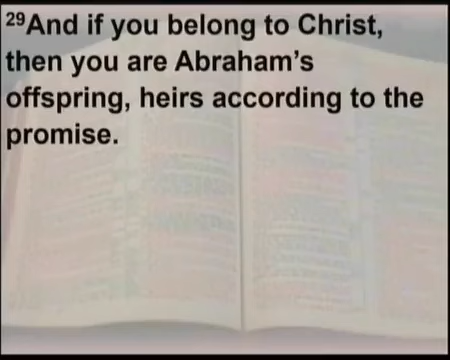 29And if you belong to Christ,
then you are Abraham’s
offspring, heirs according to the
promise.